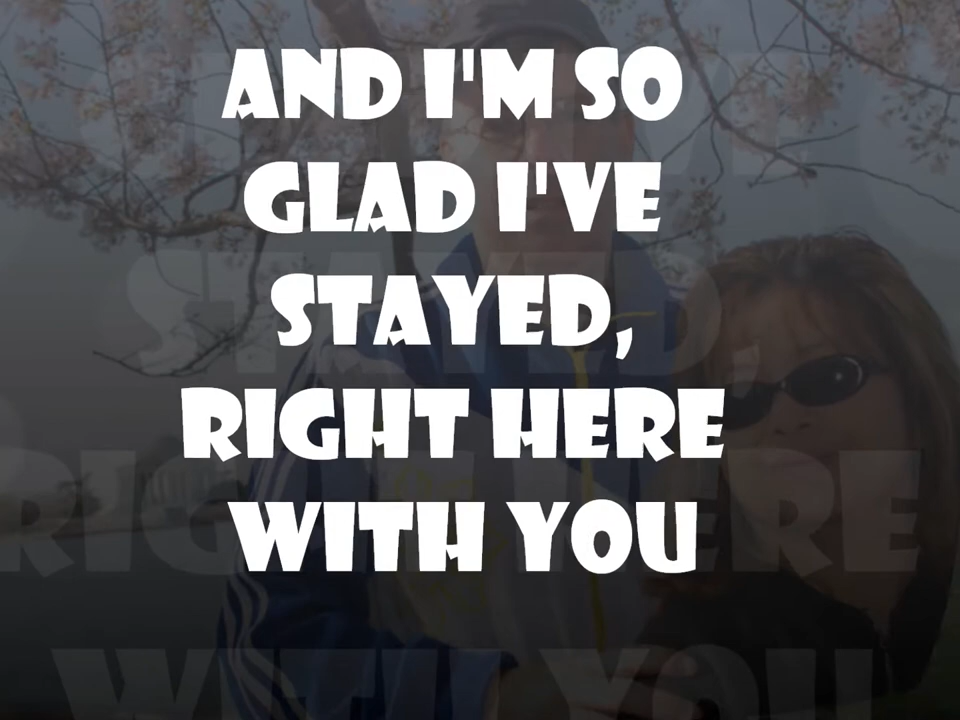 AND I'M SO
GLAD I'VE
STAYED,
RIGHT HERE
WITH YOU